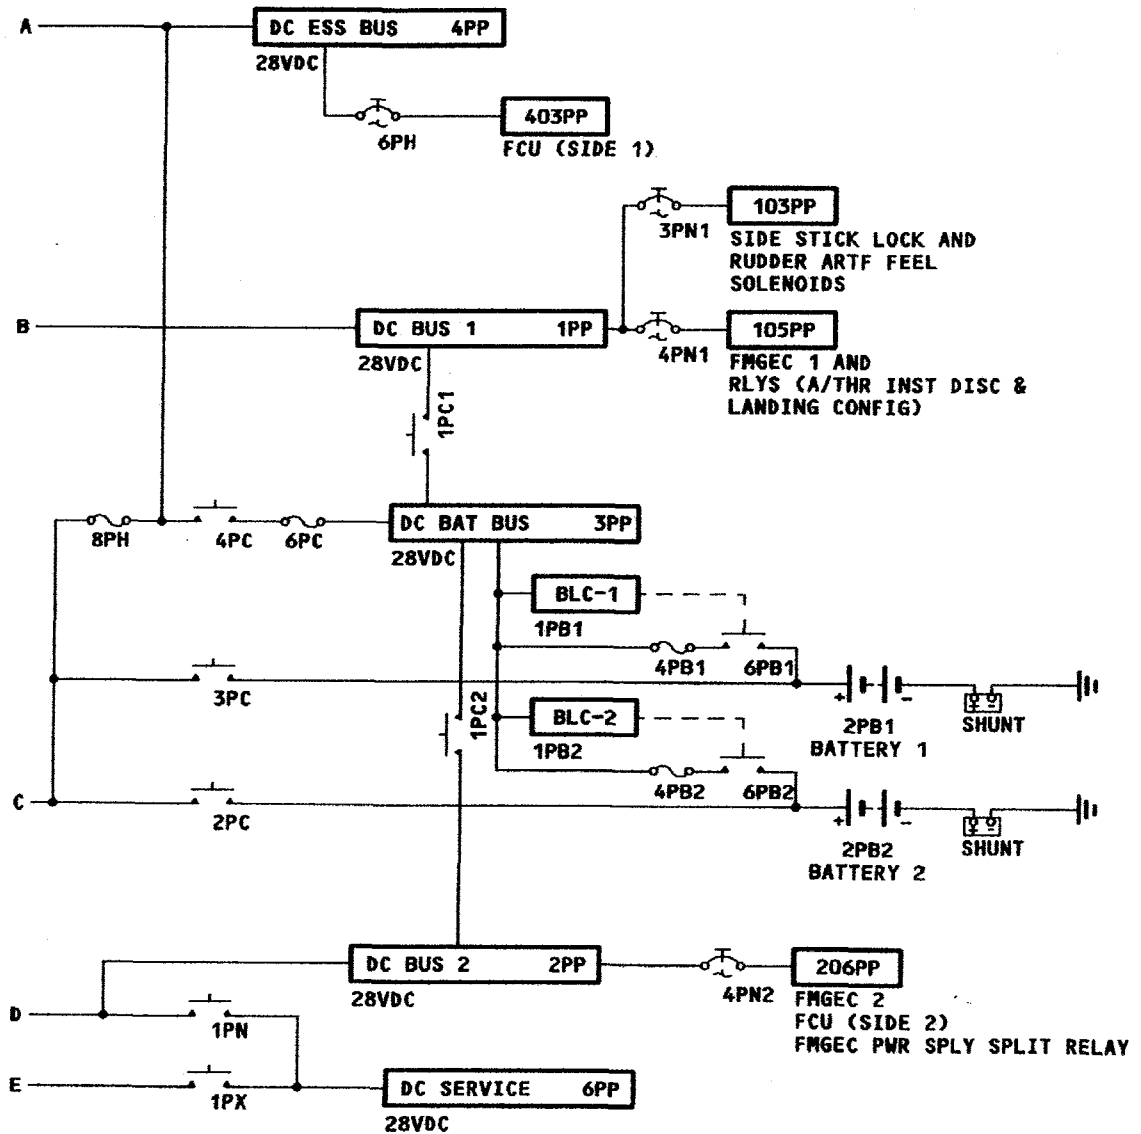 A
DC ESS BUS 4PP
28VDC
403PP
6PH
FCU (SIDE 1)
103PP
3PN1
SIDE STICK LOCK AND
RUDDER ARTF FEEL
SOLENOIDS
B
DC BUS 1 1PP
105PP
28VDC
4PN1
FMGEC 1 AND
RLYS (A/THR INST DISC &
LANDING CONFIG)
1PC1
DC BAT BUS 3PP
8PH
4PC
6PC
28VDC
BLC-1
1PB1
4PB1
6PB1
3PC
1PC2
BLC-2
2PB1
SHUNT
BATTERY 1
1PB2
4PB2
6PB2
C
2PC
2PB2
SHUNT
BATTERY 2
DC BUS 2 2PP
206PP
28VDC
4PN2
FMGEC 2
D
1PN
FCU (SIDE 2)
FMGEC PWR SPLY SPLIT RELAY
E
1PX
DC SERVICE 6PP
28VDC